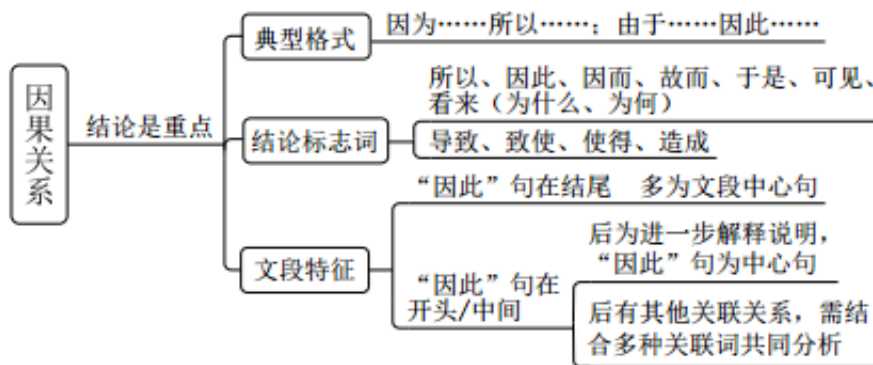 因果关系
结论是重点
典型格式
因为……所以……；由于……因此……
结论标志词
所以、因此、因而、故而、于是、可见、
看来（为什么、为何）
导致、致使、使得、造成
文段特征
“因此”句在结尾 多为文段中心句
“因此”句在
开头/中间
后为进一步解释说明，
“因此”句为中心句
后有其他关联关系，需结
合多种关联词共同分析